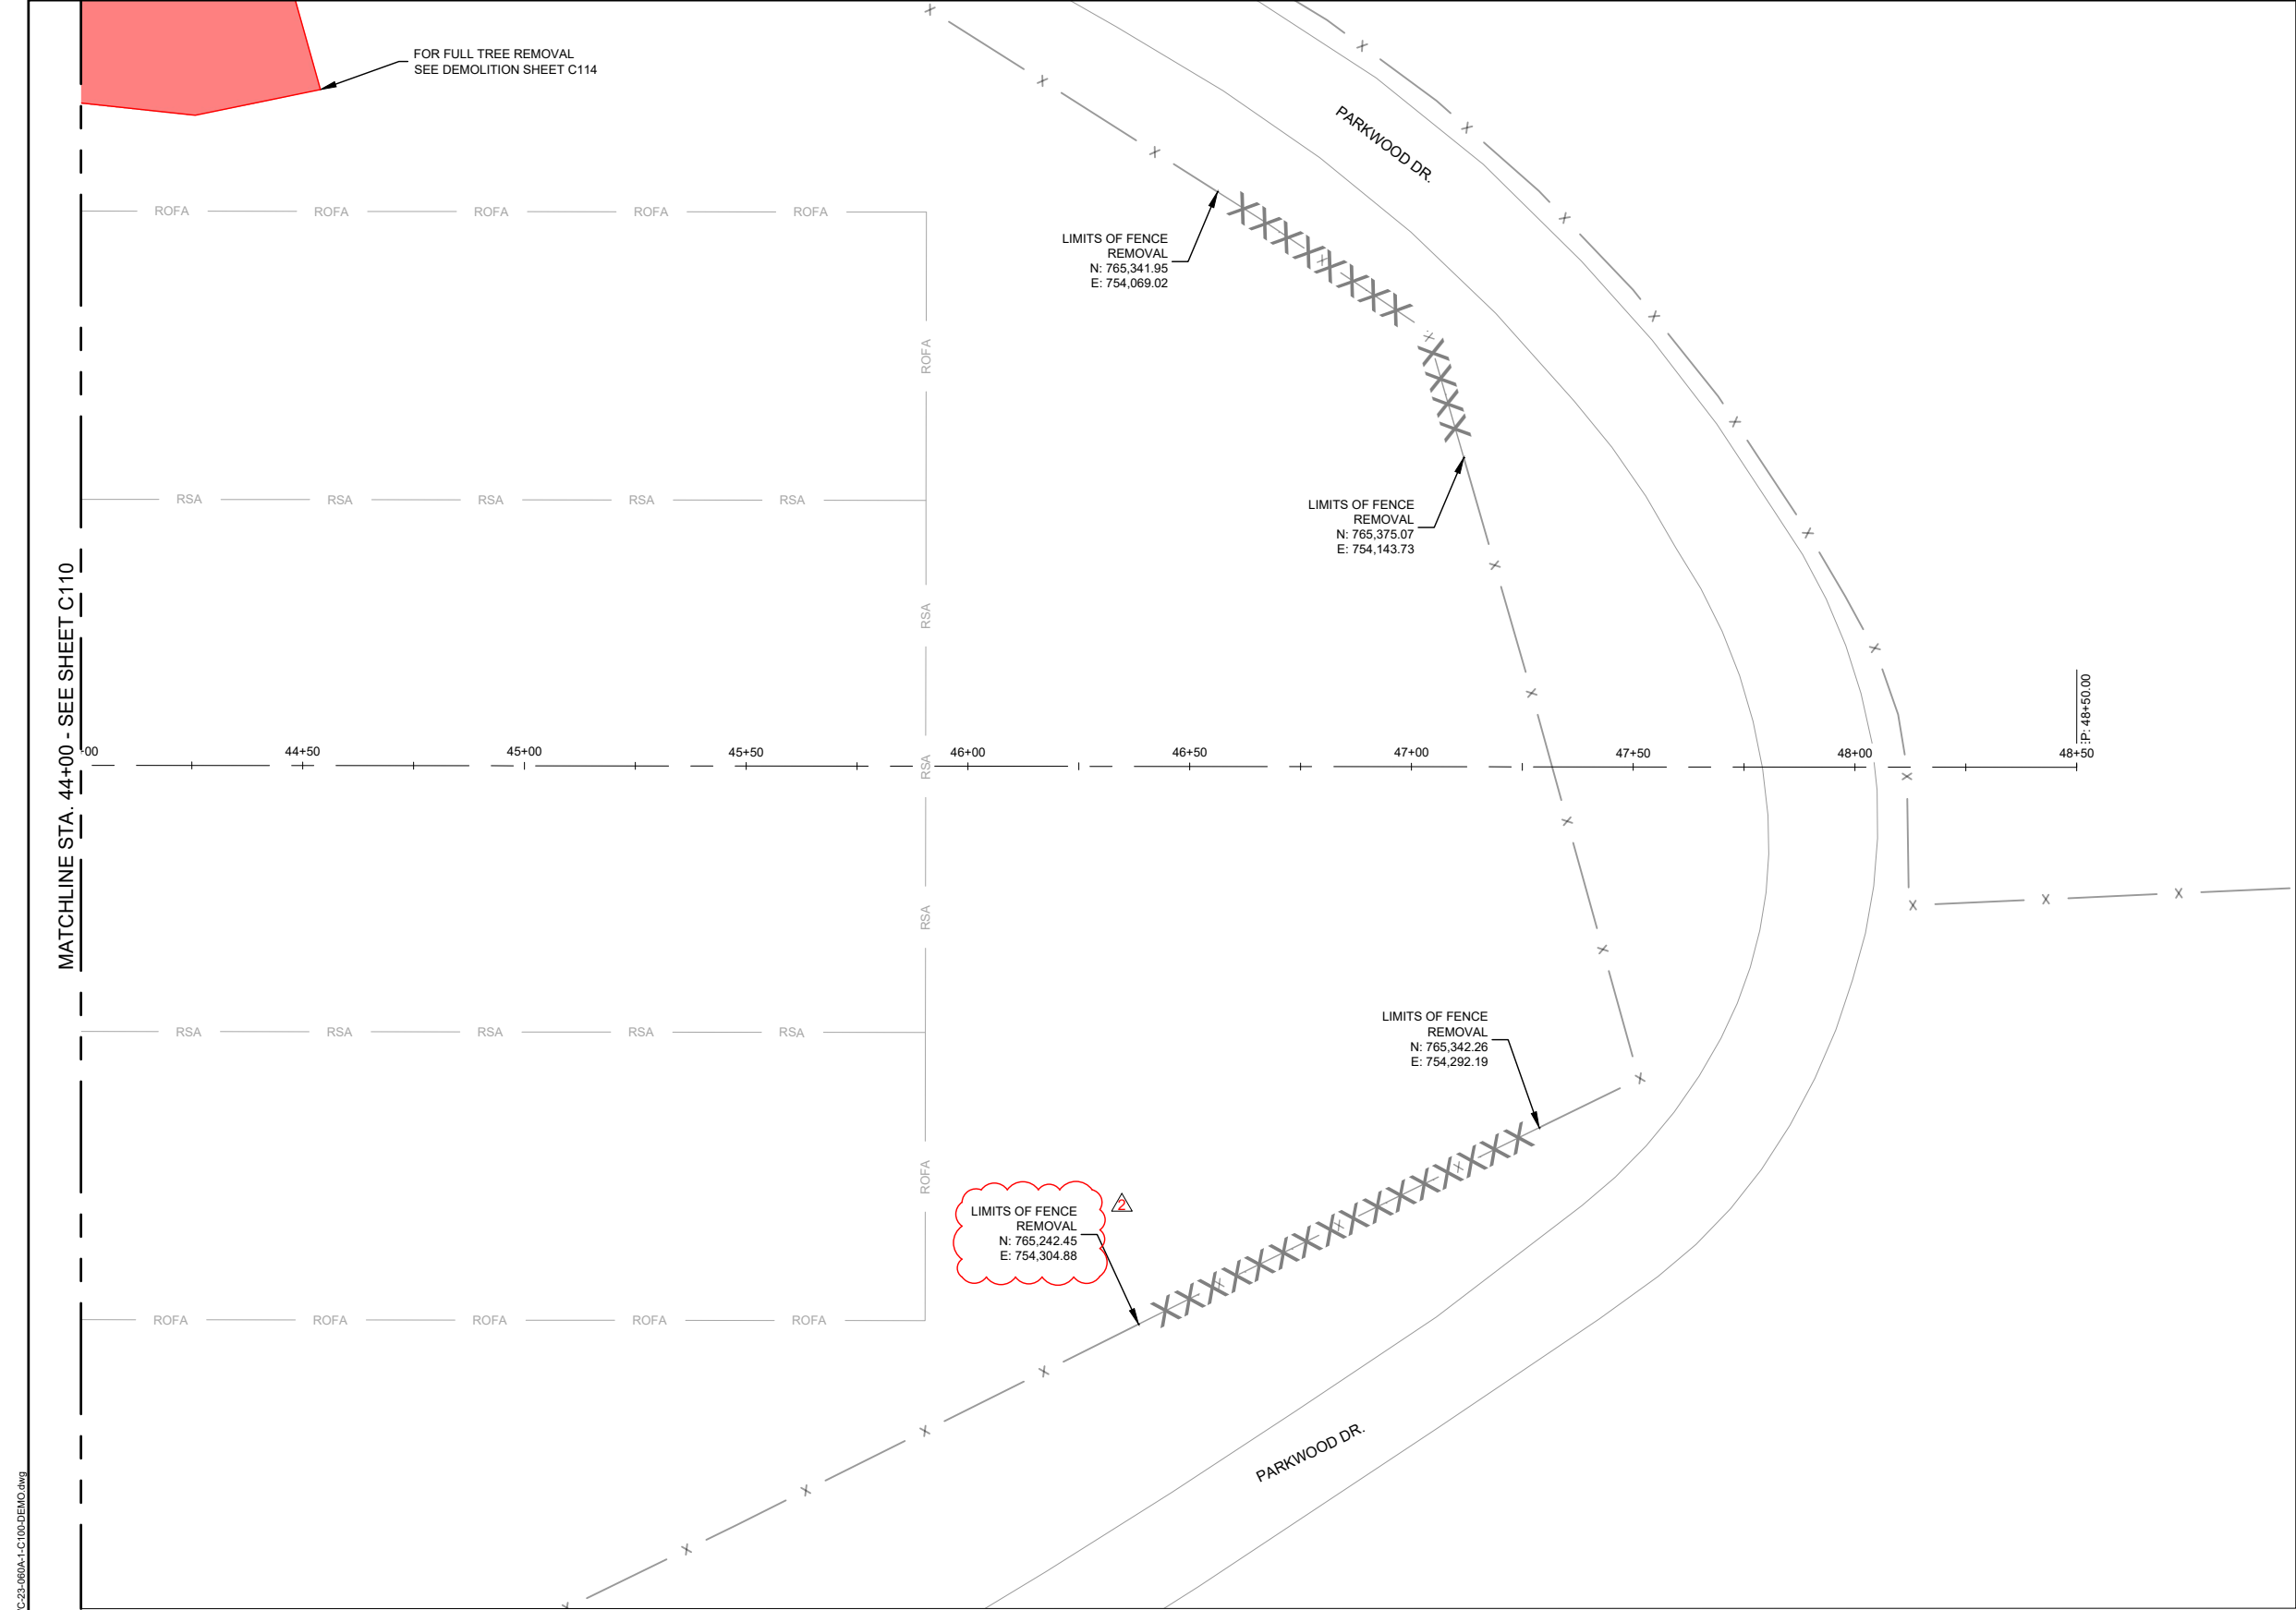 FOR FULL TREE REMOVAL
SEE DEMOLITION SHEET C114
PARKWOOD DR.
ROFA ROFA ROFA ROFA ROFA
LIMITS OF FENCE
REMOVAL
N: 765,341.95
E: 754,069.02
ROFA
RSA RSA RSA RSA RSA
LIMITS OF FENCE
REMOVAL
N: 765,375.07
E: 754,143.73
RSA
MATCHLINE STA. 44+00 - SEE SHEET C110
:P: 48+50.00
00 44+50 45+00 45+50 46+00 46+50 47+00 47+50 48+00 48+50
RSA
RSA
RSA RSA RSA RSA RSA
LIMITS OF FENCE
REMOVAL
N: 765,342.26
E: 754,292.19
ROFA
LIMITS OF FENCE
REMOVAL
N: 765,242.45
E: 754,304.88
2
ROFA ROFA ROFA ROFA ROFA
PARKWOOD DR.
C-23-060A-1-C100-DEMO.dwg